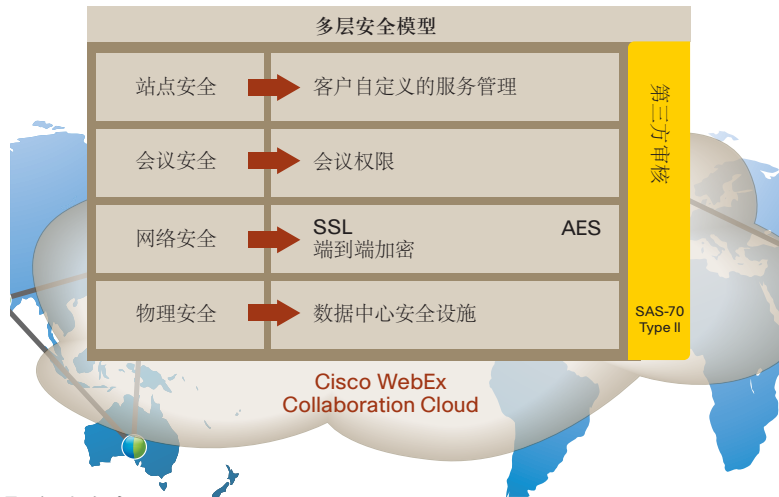 多层安全模型
站点安全
客户自定义的服务管理
会议安全
会议权限
网络安全
SSL AES
端到端加密
物理安全
数据中心安全设施
第三方审核
SAS-70
Type II
Cisco WebEx
Collaboration Cloud